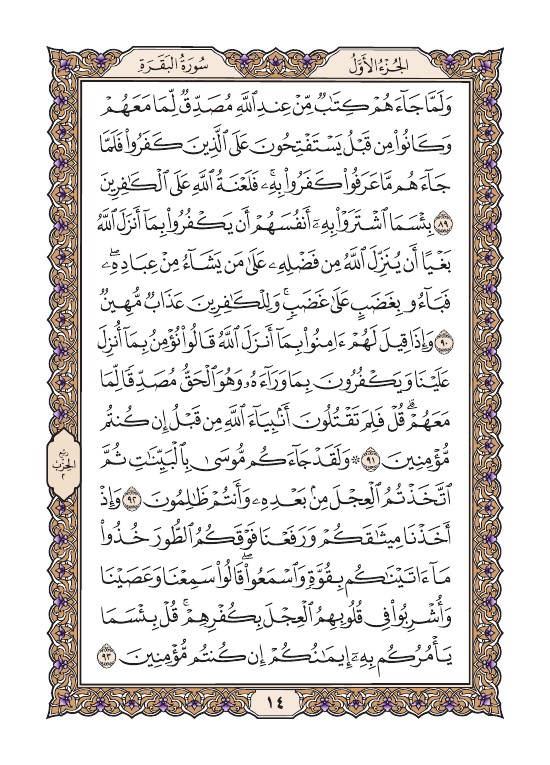 الجُزْءُ الأَوَّلُ
سُورَةُ البَقَرَةِ
وَلَمَّا جَآءَهُمْ كِتَٰبٌ مِّنْ عِندِ ٱللَّهِ مُصَدِّقٌ لِّمَا مَعَهُمْ
وَكَانُوا۟ مِن قَبْلُ يَسْتَفْتِحُونَ عَلَى ٱلَّذِينَ كَفَرُوا۟ فَلَمَّا
جَآءَهُم مَّا عَرَفُوا۟ كَفَرُوا۟ بِهِۦۚ فَلَعْنَةُ ٱللَّهِ عَلَى ٱلْكَٰفِرِينَ
٨٩ بِئْسَمَا ٱشْتَرَوْا۟ بِهِۦٓ أَنفُسَهُمْ أَن يَكْفُرُوا۟ بِمَآ أَنزَلَ ٱللَّهُ
بَغْيًا أَن يُنَزِّلَ ٱللَّهُ مِن فَضْلِهِۦ عَلَىٰ مَن يَشَآءُ مِنْ عِبَادِهِۦۖ
فَبَآءُو بِغَضَبٍ عَلَىٰ غَضَبٍۚ وَلِلْكَٰفِرِينَ عَذَابٌ مُّهِينٌ
٩٠ وَإِذَا قِيلَ لَهُمْ ءَامِنُوا۟ بِمَآ أَنزَلَ ٱللَّهُ قَالُوا۟ نُؤْمِنُ بِمَآ أُنزِلَ
عَلَيْنَا وَيَكْفُرُونَ بِمَا وَرَآءَهُۥ وَهُوَ ٱلْحَقُّ مُصَدِّقًا لِّمَا
مَعَهُمْۗ قُلْ فَلِمَ تَقْتُلُونَ أَنۢبِيَآءَ ٱللَّهِ مِن قَبْلُ إِن كُنتُم
مُّؤْمِنِينَ ٩١ ۞ وَلَقَدْ جَآءَكُم مُّوسَىٰ بِٱلْبَيِّنَٰتِ ثُمَّ
ٱتَّخَذْتُمُ ٱلْعِجْلَ مِنۢ بَعْدِهِۦ وَأَنتُمْ ظَٰلِمُونَ ٩٢ وَإِذْ
أَخَذْنَا مِيثَٰقَكُمْ وَرَفَعْنَا فَوْقَكُمُ ٱلطُّورَ خُذُوا۟
مَآ ءَاتَيْنَٰكُم بِقُوَّةٍ وَٱسْمَعُوا۟ۖ قَالُوا۟ سَمِعْنَا وَعَصَيْنَا
وَأُشْرِبُوا۟ فِى قُلُوبِهِمُ ٱلْعِجْلَ بِكُفْرِهِمْۚ قُلْ بِئْسَمَا
يَأْمُرُكُم بِهِۦٓ إِيمَٰنُكُمْ إِن كُنتُم مُّؤْمِنِينَ ٩٣
رُبع
الحِزْب
٢
١٤